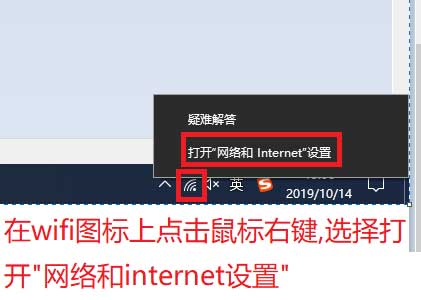 疑难解答
打开"网络和 Internet"设置
英
2019/10/14
在wifi图标上点击鼠标右键,选择打
开"网络和internet设置"